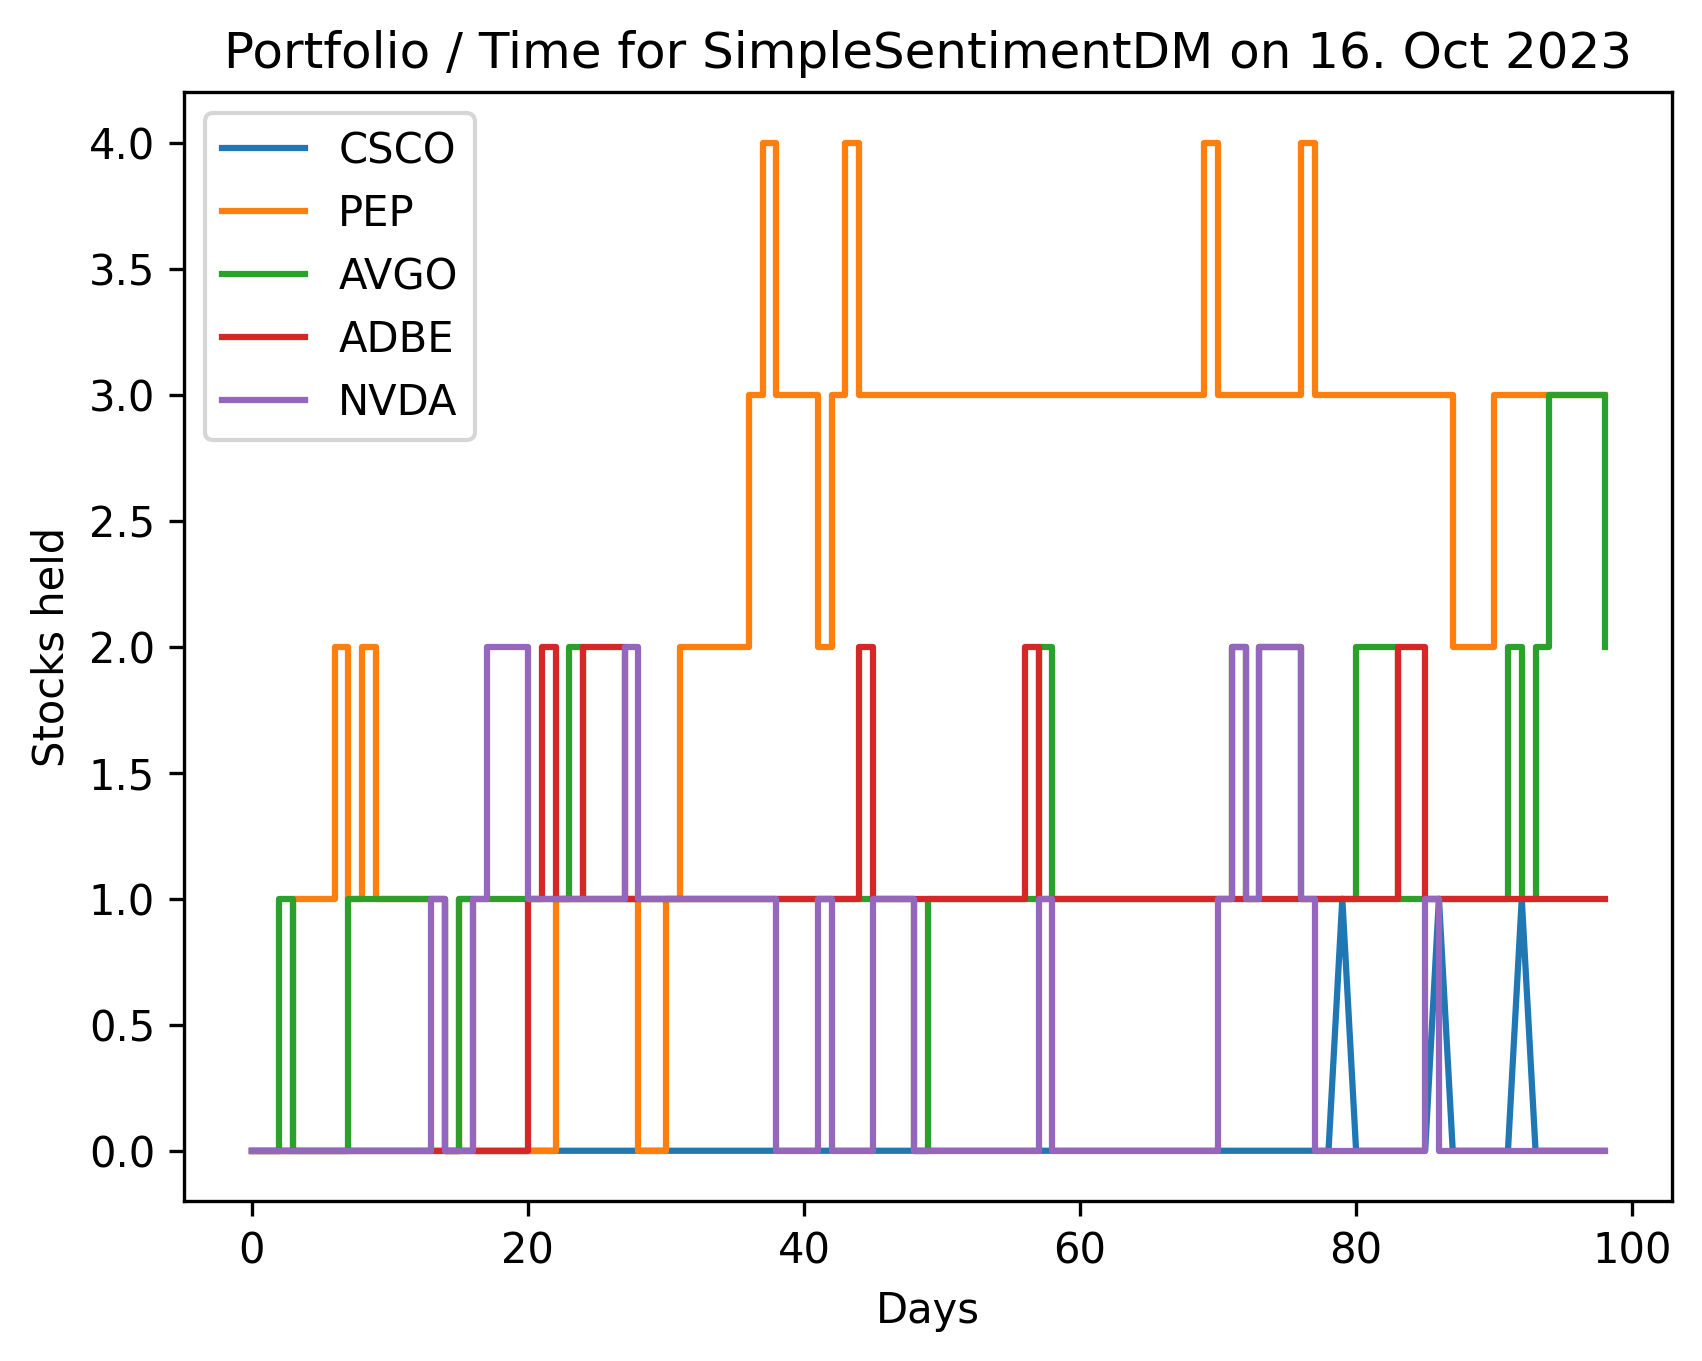 Portfolio / Time for SimpleSentimentDM on 16. Oct 2023
CSCO
PEP
AVGO
ADBE
NVDA
4.0
3.5
3.0
2.5
2.0
1.5
1.0
0.5
0.0
Stocks held
0 20 40 60 80 100
Days